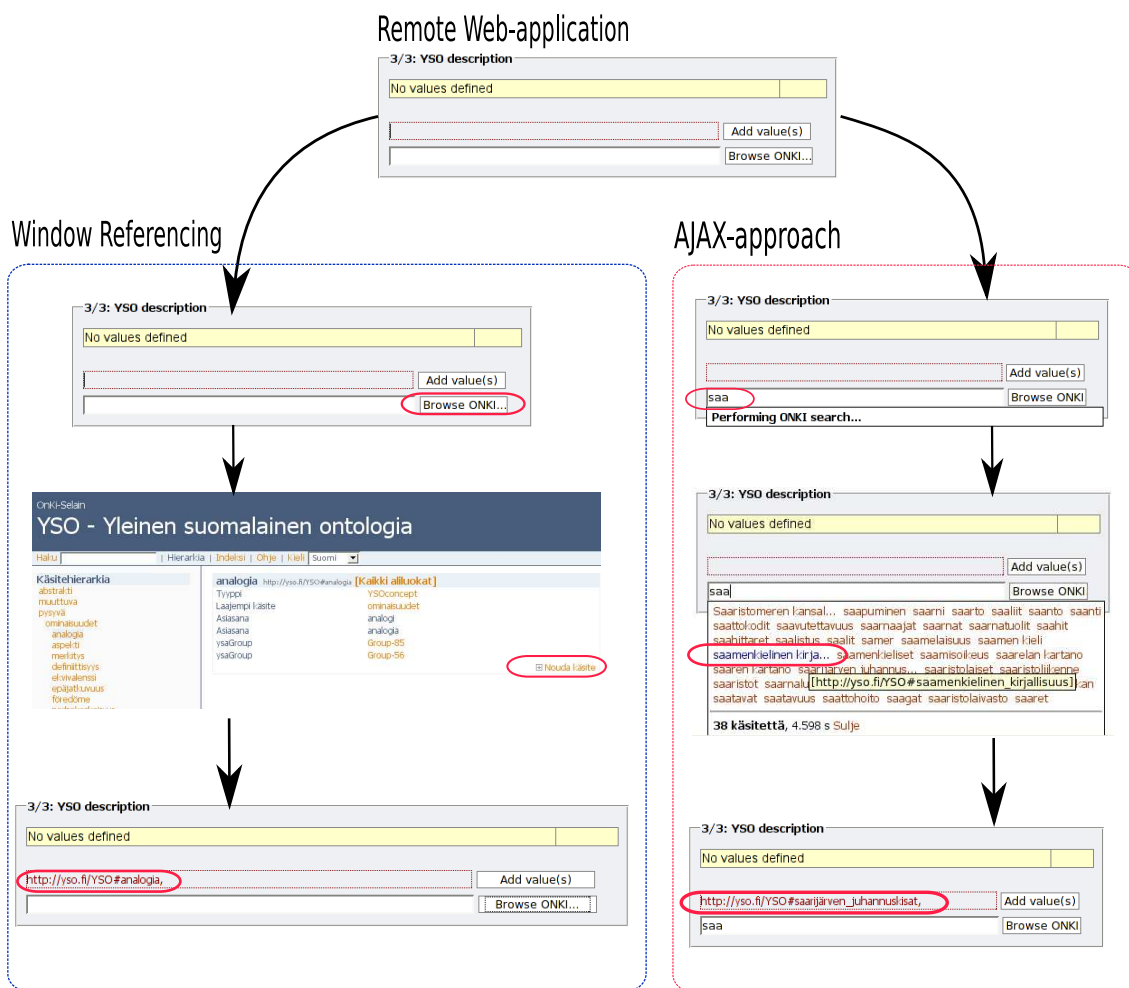 Remote Web-application
3/3: YSO description
No values defined
Add value(s)
Browse ONKI...
Window Referencing
3/3: YSO description
No values defined
Add value(s)
Browse ONKI...
OnKi-Selain
YSO - Yleinen suomalainen ontologia
Haku | Hierarkia | Indeksi | Ohje | Kieli Suomi
Käsitehierarkia
abstrakti
muuttuva
pysyvä
ominaisuudet
analogia
aspekti
merkitys
definiittisyys
ekvivalenssi
epäjatkuvuus
föredöme
analogia http://yso.fi/YSO#analogia [Kaikki aliluokat]
Tyyppi YSOconcept
Laajempi käsite ominaisuudet
Asiasana analogi
Asiasana analogia
ysaGroup Group-85
ysaGroup Group-56
Nouda käsite
3/3: YSO description
No values defined
http://yso.fi/YSO#analogia,
Add value(s)
Browse ONKI...
AJAX-approach
3/3: YSO description
No values defined
Add value(s)
saa Browse ONKI
Performing ONKI search...
3/3: YSO description
No values defined
Add value(s)
saa Browse ONKI
Saaristomeren kansal... saapuminen saarni saarto saaliit saanto saanti
saattokodit saavutettavuus saarnaajat saarnat saarnatuolit saahit
saahittaret saalistus saalit samer saamelaisuus saamen kieli
saamenkielinen kirja... saamenkieliset saamisoikeus saarelan kartano
saaren kartano saarijärven juhannus... saaristolaiset saaristoliikenne
saaristot saarnalu [http://yso.fi/YSO#saamenkielinen_kirjallisuus] kan
saatavat saatavuus saattohoito saagat saaristolaivasto saaret
38 käsitettä, 4.598 s Sulje
3/3: YSO description
No values defined
http://yso.fi/YSO#saarijärven_juhannuskisat, Add value(s)
saa Browse ONKI